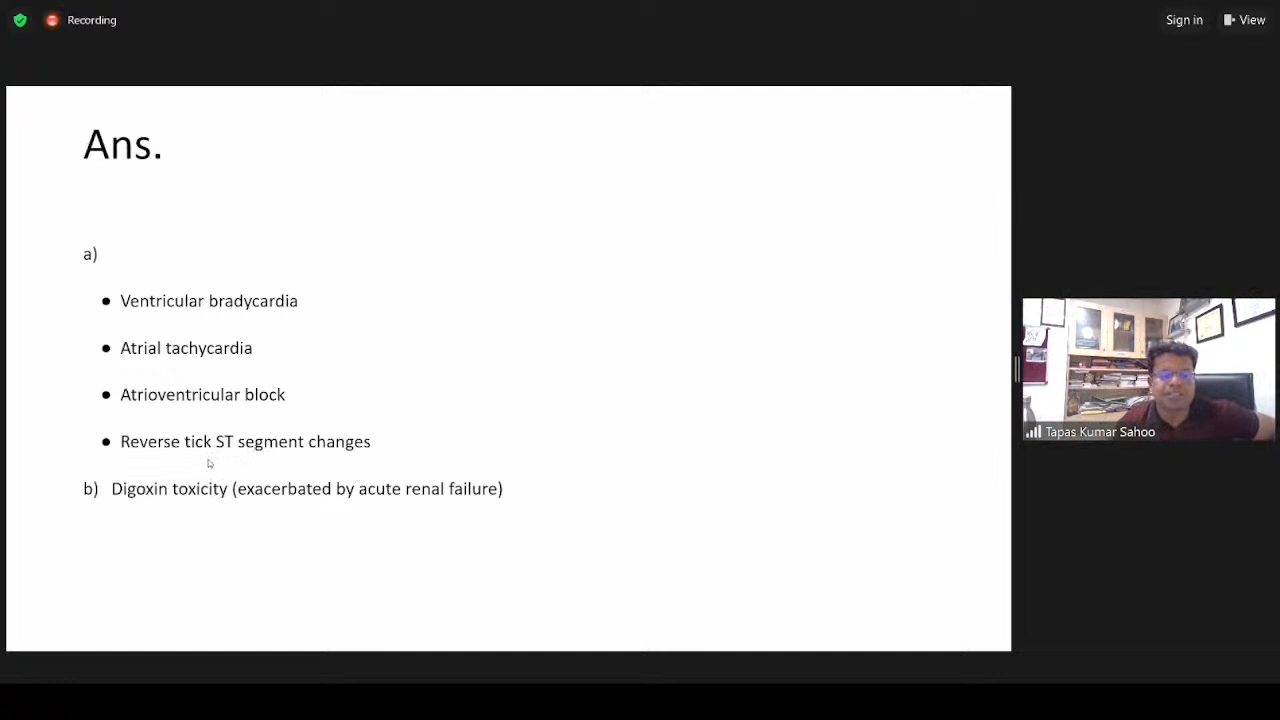 Recording
Sign in
View
Ans.
a)
● Ventricular bradycardia
● Atrial tachycardia
● Atrioventricular block
● Reverse tick ST segment changes
b) Digoxin toxicity (exacerbated by acute renal failure)
Tapas Kumar Sahoo